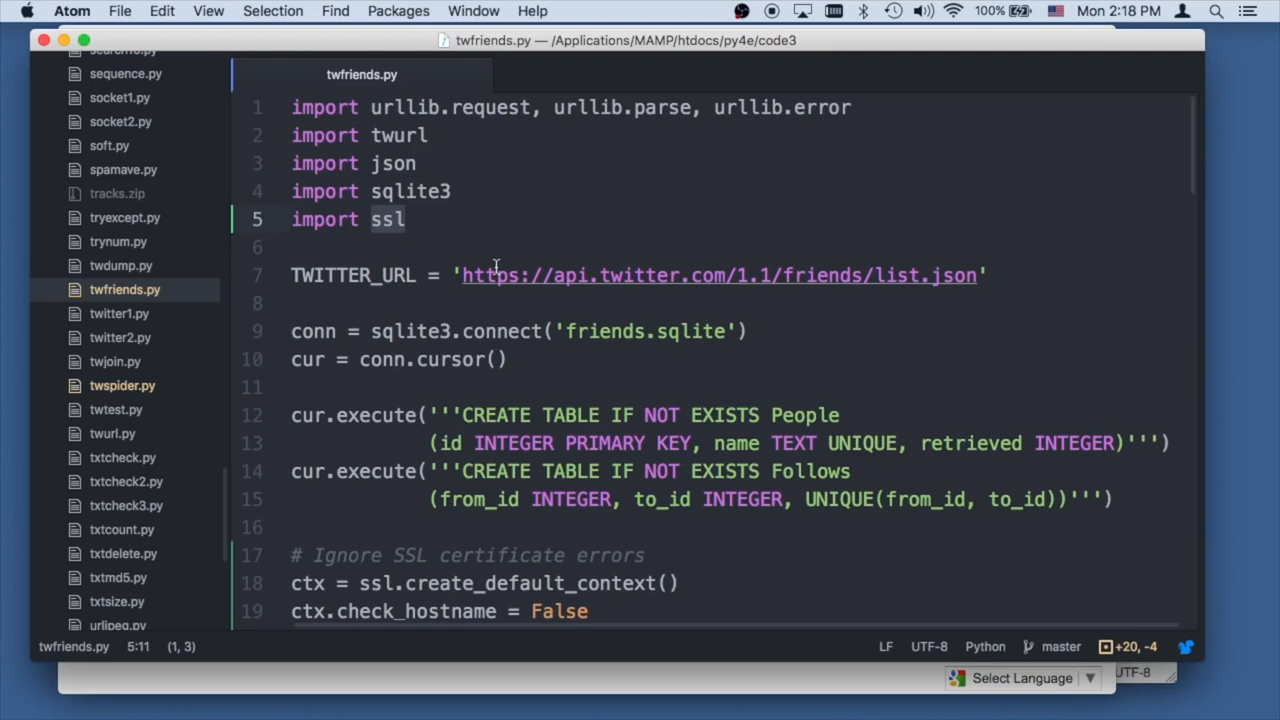 Atom File Edit View Selection Find Packages Window Help 100% Mon 2:18 PM
twfriends.py — /Applications/MAMP/htdocs/py4e/code3
searchfo.py
sequence.py
socket1.py
socket2.py
soft.py
spamave.py
tracks.zip
tryexcept.py
trynum.py
twdump.py
twfriends.py
twitter1.py
twitter2.py
twjoin.py
twspider.py
twtest.py
twurl.py
txtcheck.py
txtcheck2.py
txtcheck3.py
txtcount.py
txtdelete.py
txtmd5.py
txtsize.py
urljpeg.py
twfriends.py
1 import urllib.request, urllib.parse, urllib.error
2 import twurl
3 import json
4 import sqlite3
5 import ssl
6
7 TWITTER_URL = 'https://api.twitter.com/1.1/friends/list.json'
8
9 conn = sqlite3.connect('friends.sqlite')
10 cur = conn.cursor()
11
12 cur.execute('''CREATE TABLE IF NOT EXISTS People
13 (id INTEGER PRIMARY KEY, name TEXT UNIQUE, retrieved INTEGER)''')
14 cur.execute('''CREATE TABLE IF NOT EXISTS Follows
15 (from_id INTEGER, to_id INTEGER, UNIQUE(from_id, to_id))''')
16
17 # Ignore SSL certificate errors
18 ctx = ssl.create_default_context()
19 ctx.check_hostname = False
twfriends.py 5:11 (1, 3) LF UTF-8 Python master +20, -4
Select Language ▼ UTF-8